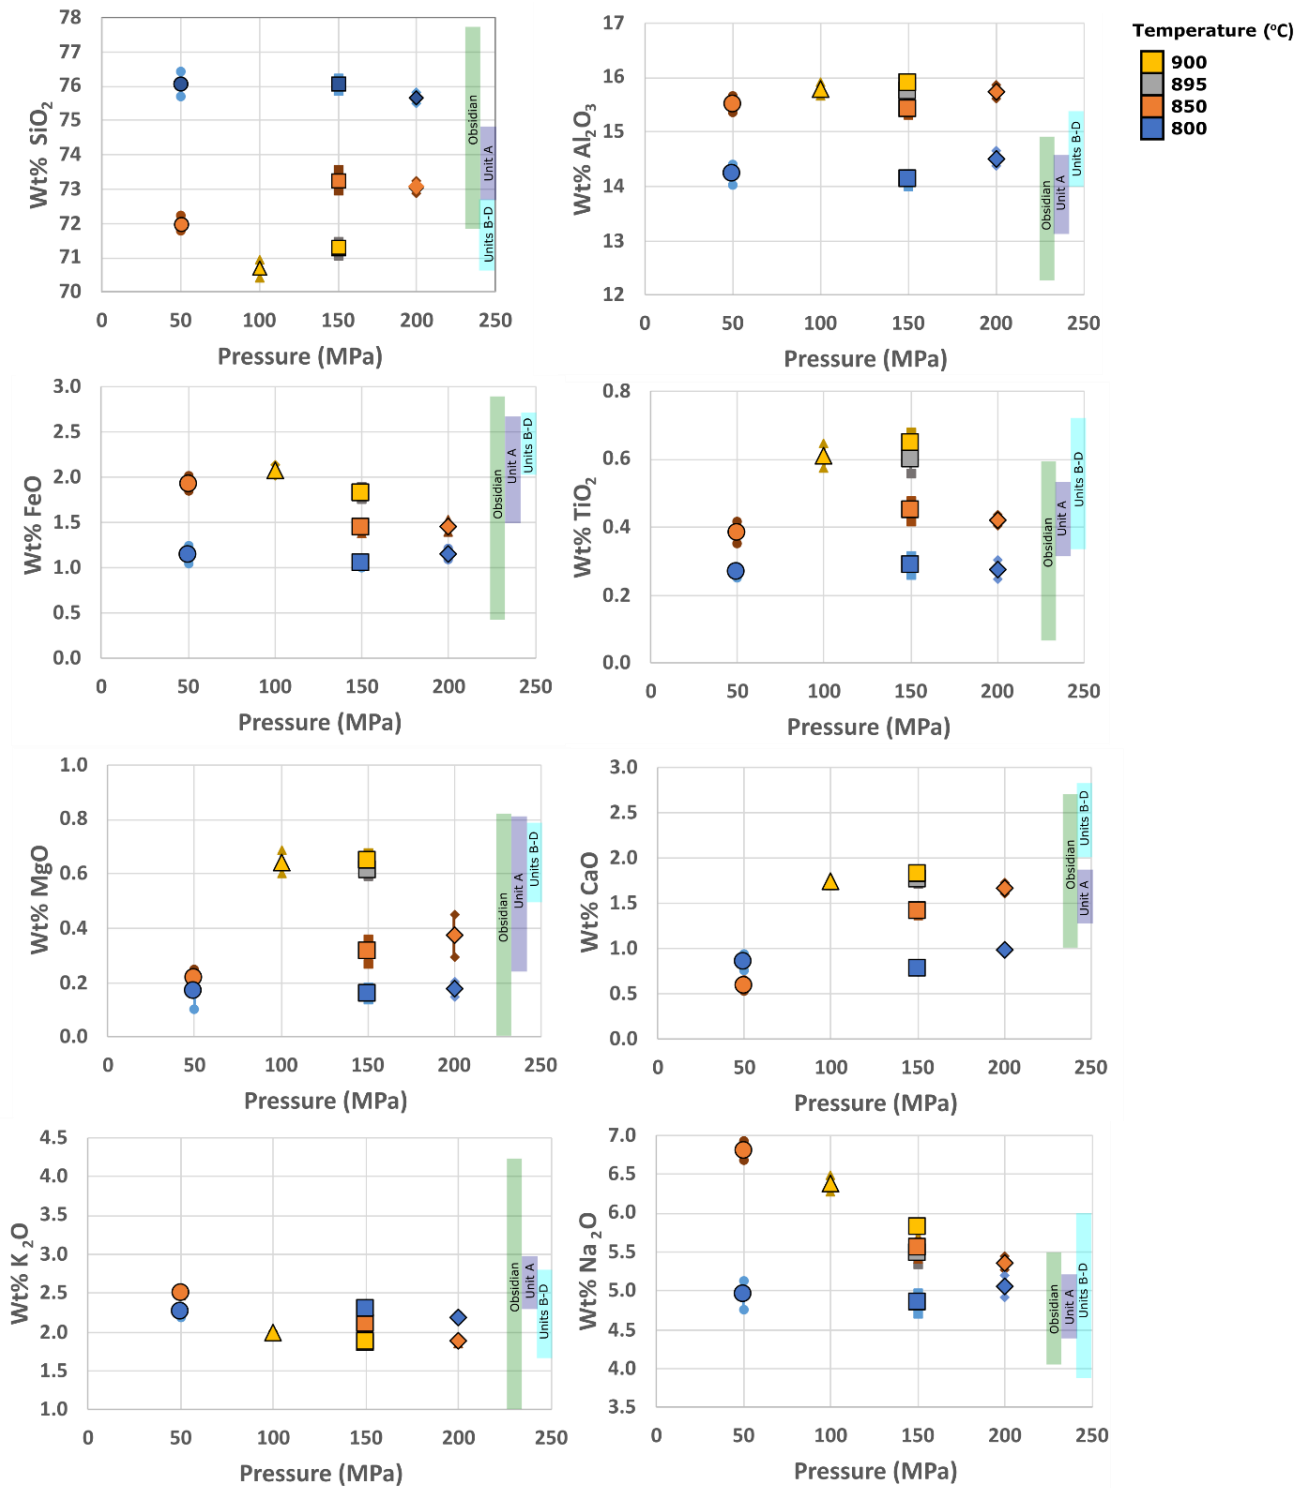 Temperature (°C)
900
895
850
800
78
77
76
75
74
73
72
71
70
Wt% SiO2
0 50 100 150 200 250
Pressure (MPa)
Obsidian
Unit A
Units B-D
17
16
15
14
13
12
Wt% Al2O3
0 50 100 150 200 250
Pressure (MPa)
Obsidian
Unit A
Units B-D
3.0
2.5
2.0
1.5
1.0
0.5
0.0
Wt% FeO
0 50 100 150 200 250
Pressure (MPa)
Obsidian
Unit A
Units B-D
0.8
0.6
0.4
0.2
0.0
Wt% TiO2
0 50 100 150 200 250
Pressure (MPa)
Obsidian
Unit A
Units B-D
1.0
0.8
0.6
0.4
0.2
0.0
Wt% MgO
0 50 100 150 200 250
Pressure (MPa)
Obsidian
Unit A
Units B-D
3.0
2.5
2.0
1.5
1.0
0.5
0.0
Wt% CaO
0 50 100 150 200 250
Pressure (MPa)
Obsidian
Unit A
Units B-D
4.5
4.0
3.5
3.0
2.5
2.0
1.5
1.0
Wt% K2O
0 50 100 150 200 250
Pressure (MPa)
Obsidian
Unit A
Units B-D
7.0
6.5
6.0
5.5
5.0
4.5
4.0
3.5
Wt% Na2O
0 50 100 150 200 250
Pressure (MPa)
Obsidian
Unit A
Units B-D